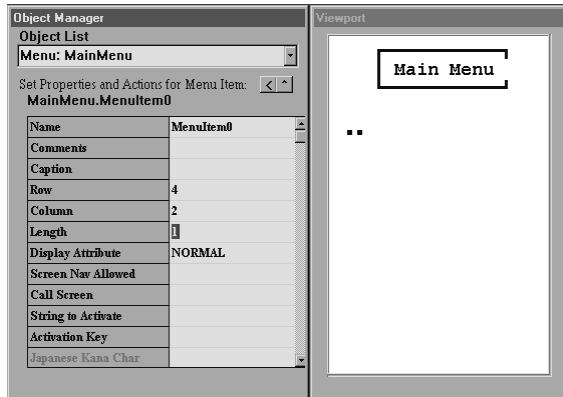 Object Manager
Object List
Menu: MainMenu
Set Properties and Actions for Menu Item: < ^
MainMenu.MenuItem0
Name MenuItem0
Comments
Caption
Row 4
Column 2
Length 1
Display Attribute NORMAL
Screen Nav Allowed
Call Screen
String to Activate
Activation Key
Japanese Kana Char
Viewport
Main Menu